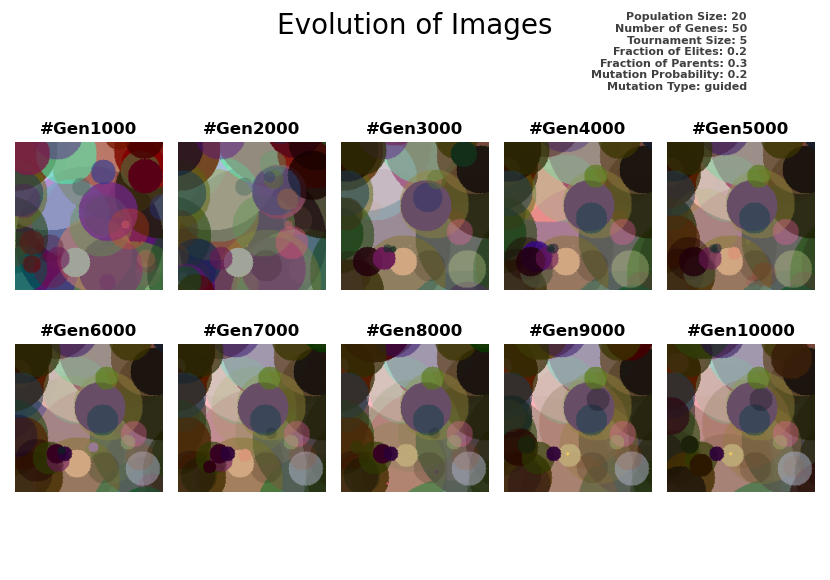 Evolution of Images
Population Size: 20
Number of Genes: 50
Tournament Size: 5
Fraction of Elites: 0.2
Fraction of Parents: 0.3
Mutation Probability: 0.2
Mutation Type: guided
#Gen1000 #Gen2000 #Gen3000 #Gen4000 #Gen5000
#Gen6000 #Gen7000 #Gen8000 #Gen9000 #Gen10000